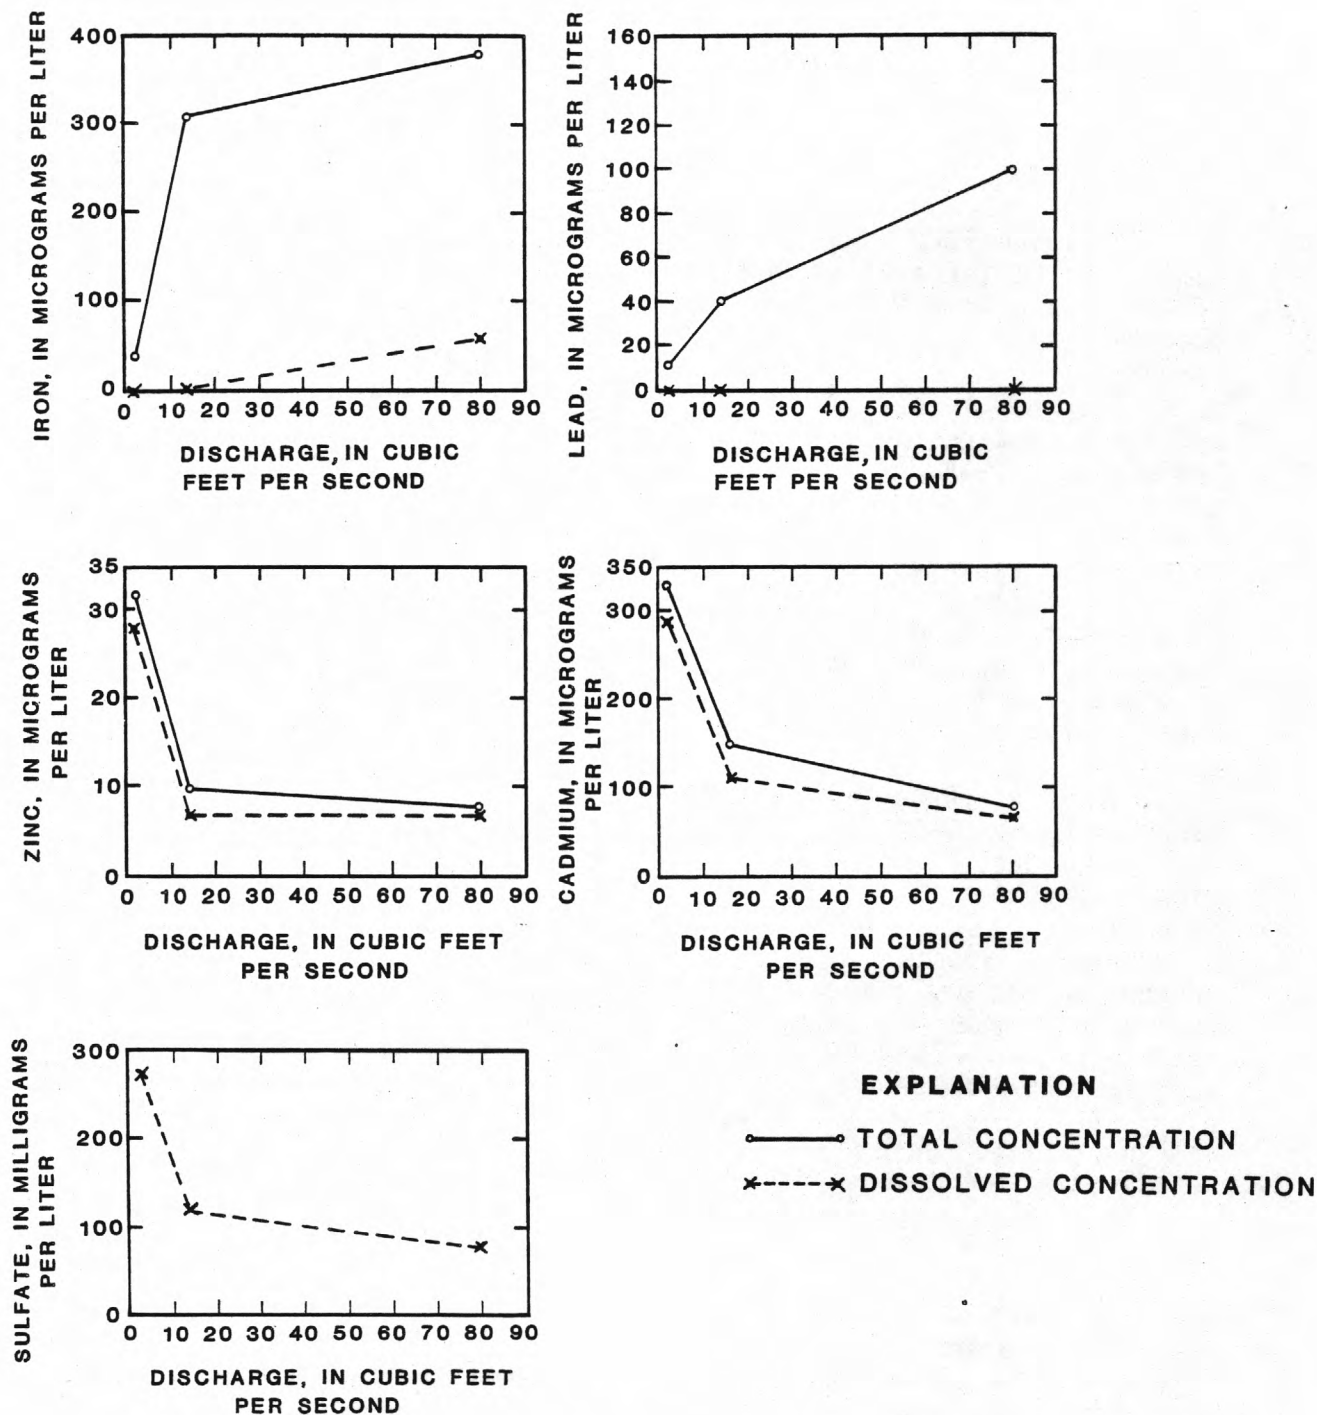 IRON, IN MICROGRAMS PER LITER
400
300
200
100
0
0 10 20 30 40 50 60 70 80 90
DISCHARGE, IN CUBIC
FEET PER SECOND
LEAD, IN MICROGRAMS PER LITER
160
140
120
100
80
60
40
20
0
0 10 20 30 40 50 60 70 80 90
DISCHARGE, IN CUBIC
FEET PER SECOND
ZINC, IN MICROGRAMS
PER LITER
35
30
20
10
0
0 10 20 30 40 50 60 70 80 90
DISCHARGE, IN CUBIC FEET
PER SECOND
CADMIUM, IN MICROGRAMS
PER LITER
350
300
200
100
0
0 10 20 30 40 50 60 70 80 90
DISCHARGE, IN CUBIC FEET
PER SECOND
SULFATE, IN MILLIGRAMS
PER LITER
300
200
100
0
0 10 20 30 40 50 60 70 80 90
DISCHARGE, IN CUBIC FEET
PER SECOND
EXPLANATION
TOTAL CONCENTRATION
DISSOLVED CONCENTRATION